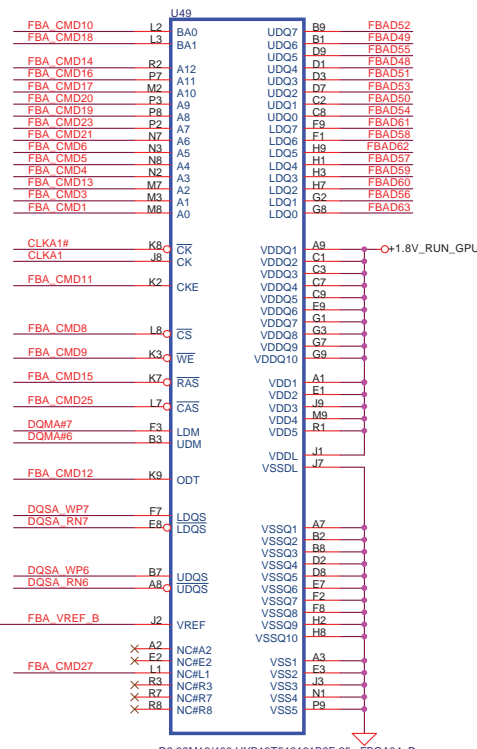 U49
FBA_CMD10 L2 BA0 UDQ7 B9 FBAD52
FBA_CMD18 L3 BA1 UDQ6 B1 FBAD49
UDQ5 D9 FBAD55
FBA_CMD14 R2 A12 UDQ4 D1 FBAD48
FBA_CMD16 P7 A11 UDQ3 D3 FBAD51
FBA_CMD17 M2 A10 UDQ2 D7 FBAD53
FBA_CMD20 P3 A9 UDQ1 C2 FBAD50
FBA_CMD19 P8 A8 UDQ0 C8 FBAD54
FBA_CMD23 P2 A7 LDQ7 F9 FBAD61
FBA_CMD21 N7 A6 LDQ6 F1 FBAD58
FBA_CMD6 N3 A5 LDQ5 H9 FBAD62
FBA_CMD5 N8 A4 LDQ4 H1 FBAD57
FBA_CMD4 N2 A3 LDQ3 H3 FBAD59
FBA_CMD13 M7 A2 LDQ2 H7 FBAD60
FBA_CMD3 M3 A1 LDQ1 G2 FBAD56
FBA_CMD1 M8 A0 LDQ0 G8 FBAD63
CLKA1# K8 CK VDDQ1 A9 +1.8V_RUN_GPU
CLKA1 J8 CK VDDQ2 C1
VDDQ3 C3
FBA_CMD11 K2 CKE VDDQ4 C7
VDDQ5 C9
VDDQ6 E9
VDDQ7 G1
FBA_CMD8 L8 CS VDDQ8 G3
VDDQ9 G7
FBA_CMD9 K3 WE VDDQ10 G9
FBA_CMD15 K7 RAS VDD1 A1
VDD2 E1
FBA_CMD25 L7 CAS VDD3 J9
VDD4 M9
DQMA#7 F3 LDM VDD5 R1
DQMA#6 B3 UDM
VDDL J1
VSSDL J7
FBA_CMD12 K9 ODT
DQSA_WP7 F7 LDQS
DQSA_RN7 E8 LDQS VSSQ1 A7
VSSQ2 B2
VSSQ3 B8
VSSQ4 D2
DQSA_WP6 B7 UDQS VSSQ5 D8
DQSA_RN6 A8 UDQS VSSQ6 E7
VSSQ7 F2
VSSQ8 F8
FBA_VREF_B J2 VREF VSSQ9 H2
VSSQ10 H8
A2 NC#A2
E2 NC#E2 VSS1 A3
FBA_CMD27 L1 NC#L1 VSS2 E3
R3 NC#R3 VSS3 J3
R7 NC#R7 VSS4 N1
R8 NC#R8 VSS5 P9